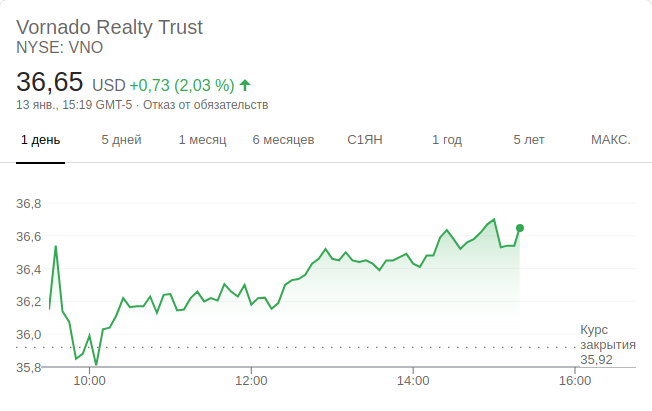 Vornado Realty Trust
NYSE: VNO
36,65 USD +0,73 (2,03 %)
13 янв., 15:19 GMT-5 · Отказ от обязательств
1 день 5 дней 1 месяц 6 месяцев С1ЯН 1 год 5 лет МАКС.
36,8
36,6
36,4
36,2
36,0
35,8
Курс
закрытия
35,92
10:00 12:00 14:00 16:00